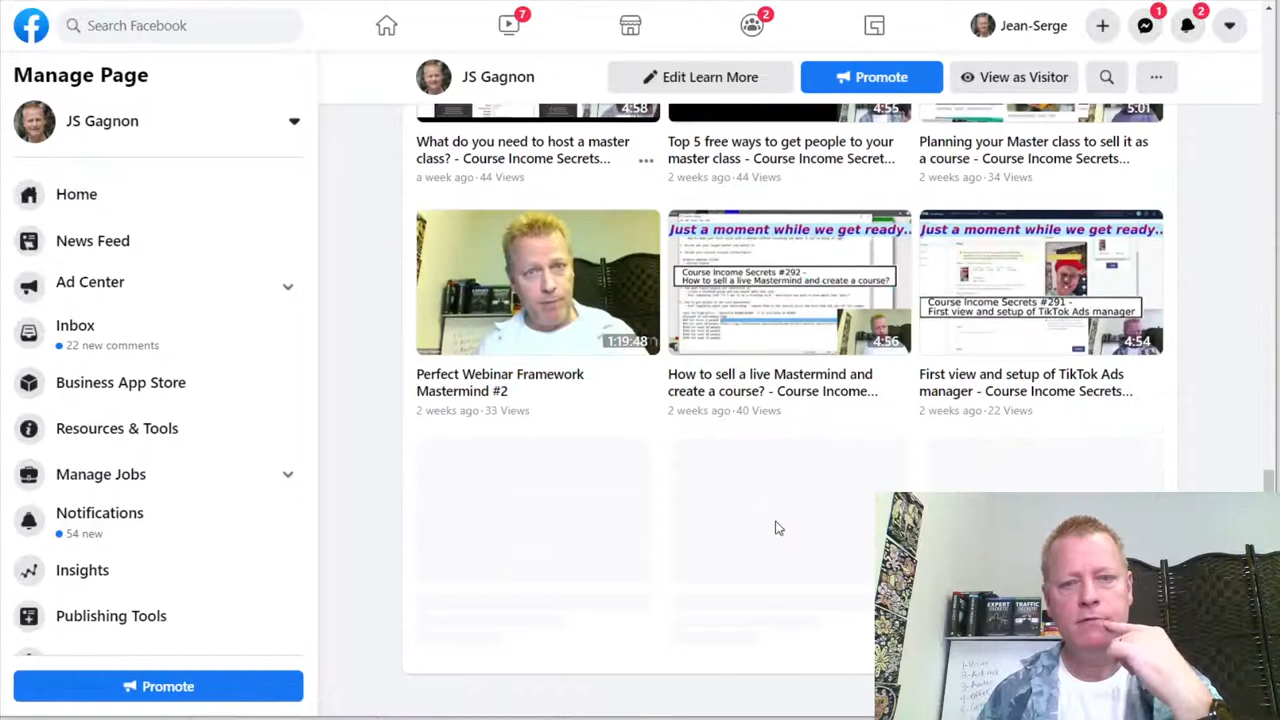 Search Facebook
7
2
Jean-Serge
1
2
Manage Page
JS Gagnon
Edit Learn More
Promote
View as Visitor
JS Gagnon
Home
News Feed
Ad Center
Inbox
22 new comments
Business App Store
Resources & Tools
Manage Jobs
Notifications
54 new
Insights
Publishing Tools
Promote
4:58
4:55
5:01
What do you need to host a master
class? - Course Income Secrets...
a week ago · 44 Views
Top 5 free ways to get people to your
master class - Course Income Secret...
2 weeks ago · 44 Views
Planning your Master class to sell it as
a course - Course Income Secrets...
2 weeks ago · 34 Views
1:19:48
Perfect Webinar Framework
Mastermind #2
2 weeks ago · 33 Views
Just a moment while we get ready..
Course Income Secrets #292 -
How to sell a live Mastermind and create a course?
4:56
How to sell a Mastermind and
create a course? - Course Income...
2 weeks ago · 40 Views
Just a moment while we get ready..
Course Income Secrets #291 -
First view and setup of TikTok Ads manager
4:54
First view and setup of TikTok Ads
manager - Course Income Secrets...
2 weeks ago · 22 Views
EXPERT
TRAFFIC